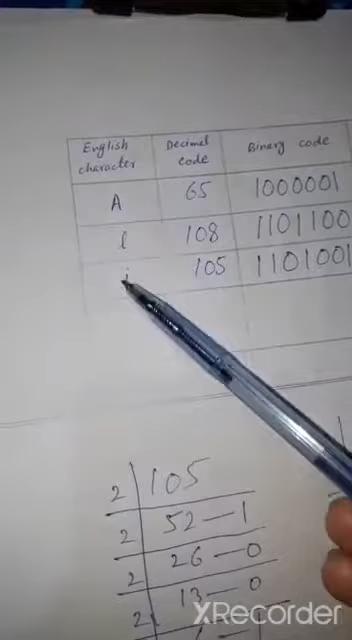 English character Decimal code Binary code
A 65 1000001
l 108 1101100
i 105 1101001
2 105
2 52 — 1
2 26 — 0
2 13 — 0
2
XRecorder